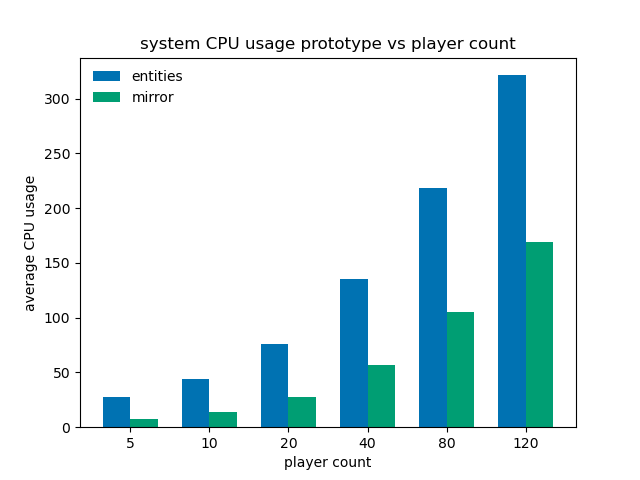 system CPU usage prototype vs player count
entities
mirror
300
250
200
150
100
50
0
average CPU usage
5 10 20 40 80 120
player count